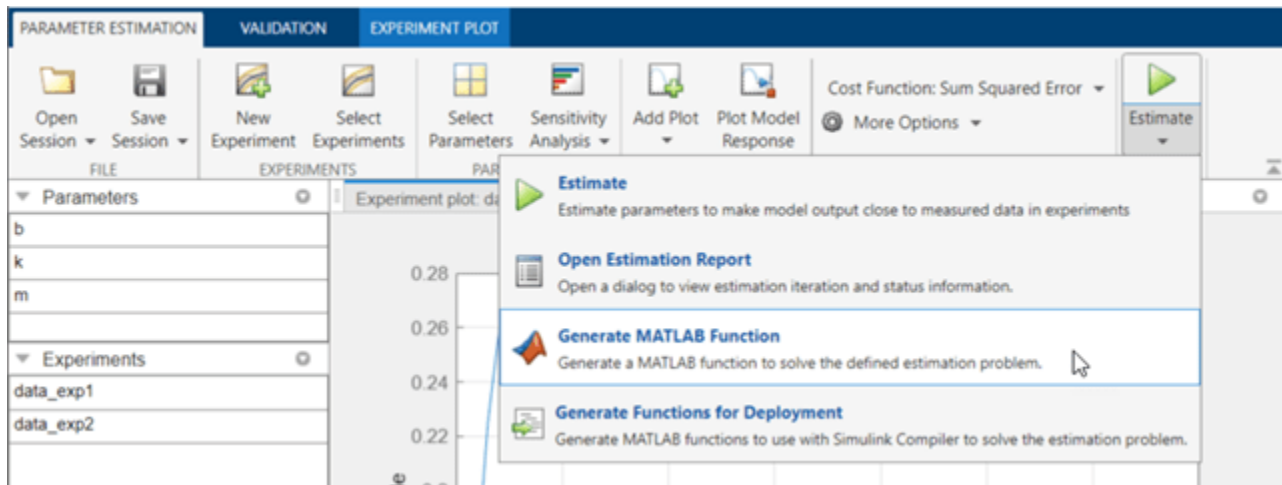 PARAMETER ESTIMATION VALIDATION EXPERIMENT PLOT
Open Session Save Session New Experiment Select Experiments Select Parameters Sensitivity Analysis Add Plot Plot Model Response Cost Function: Sum Squared Error More Options Estimate
FILE EXPERIMENTS PAR
Parameters
b
k
m
Experiments
data_exp1
data_exp2
Experiment plot: da
0.28
0.26
0.24
0.22
Estimate
Estimate parameters to make model output close to measured data in experiments
Open Estimation Report
Open a dialog to view estimation iteration and status information.
Generate MATLAB Function
Generate a MATLAB function to solve the defined estimation problem.
Generate Functions for Deployment
Generate MATLAB functions to use with Simulink Compiler to solve the estimation problem.